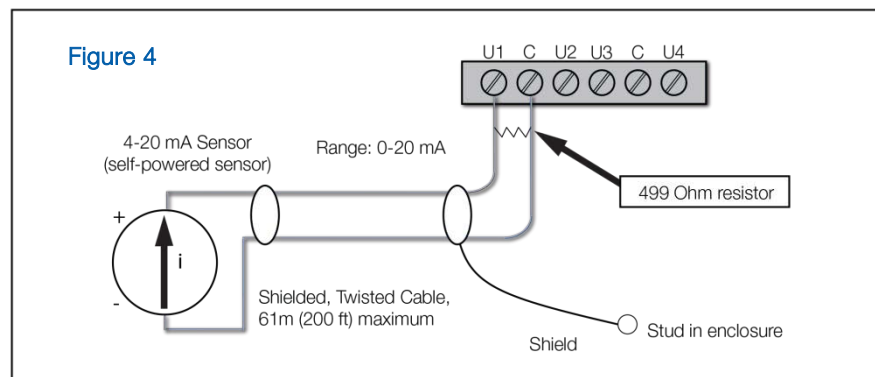 Figure 4
U1 C U2 U3 C U4
4-20 mA Sensor
(self-powered sensor)
Range: 0-20 mA
499 Ohm resistor
+
i
-
Shielded, Twisted Cable,
61m (200 ft) maximum
Shield
Stud in enclosure